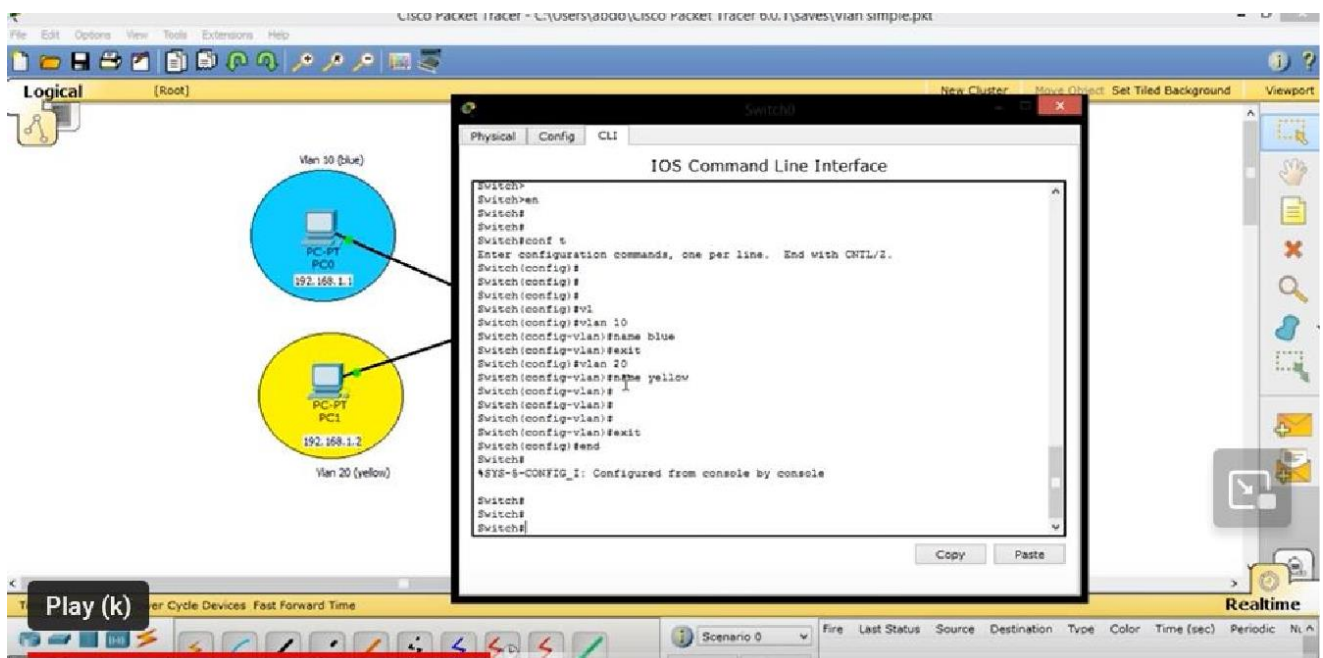 Cisco Packet Tracer - C:\Users\abdo\Cisco Packet Tracer 6.0.1\saves\vlan simple.pkt
File Edit Options View Tools Extensions Help
Logical [Root] New Cluster Move Object Set Tiled Background Viewport
Switch0
Physical Config CLI
IOS Command Line Interface
Switch>
Switch>en
Switch#
Switch#
Switch#conf t
Enter configuration commands, one per line. End with CNTL/Z.
Switch(config)#
Switch(config)#
Switch(config)#
Switch(config)#vl
Switch(config)#vlan 10
Switch(config-vlan)#name blue
Switch(config-vlan)#exit
Switch(config)#vlan 20
Switch(config-vlan)#name yellow
Switch(config-vlan)#
Switch(config-vlan)#
Switch(config-vlan)#
Switch(config-vlan)#exit
Switch(config)#end
Switch#
%SYS-5-CONFIG_I: Configured from console by console
Switch#
Switch#
Switch#
Copy Paste
Vlan 10 (blue)
PC-PT
PC0
192.168.1.1
PC-PT
PC1
192.168.1.2
Vlan 20 (yellow)
Play (k)
Cycle Devices Fast Forward Time
Realtime
Scenario 0
Fire Last Status Source Destination Type Color Time (sec) Periodic